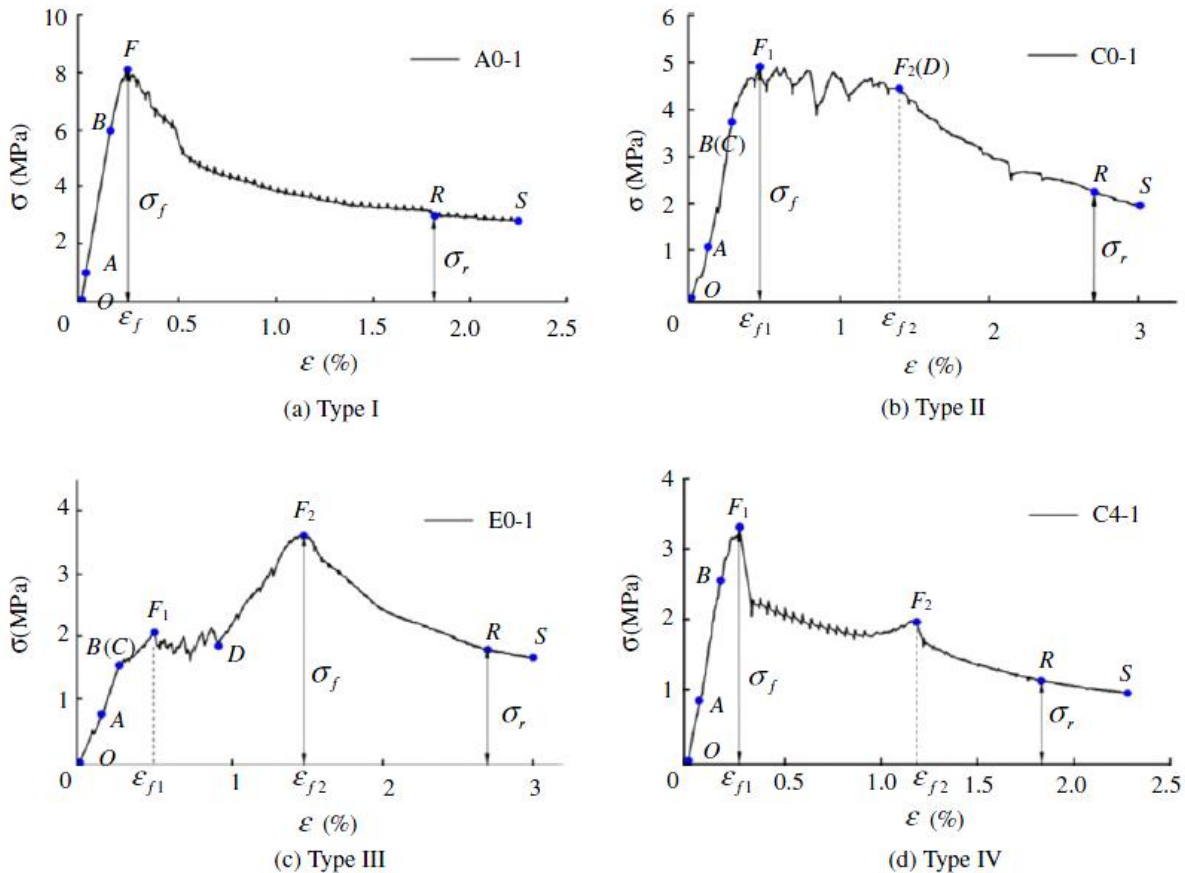 10
8
6
4
2
0
σ (MPa)
F
B
A
O
σf
R
S
σr
A0-1
εf
0.5
1.0
1.5
2.0
2.5
ε (%)
(a) Type I
6
5
4
3
2
1
0
σ (MPa)
F1
F2(D)
B(C)
A
O
σf
R
S
σr
C0-1
εf1
1
εf2
2
3
ε (%)
(b) Type II
4
3
2
1
0
σ(MPa)
F1
F2
B(C)
A
O
D
σf
R
S
σr
E0-1
εf1
1
εf2
2
3
ε (%)
(c) Type III
4
3
2
1
0
σ(MPa)
F1
F2
B
A
O
σf
R
S
σr
C4-1
εf1
0.5
1.0
εf2
1.5
2.0
2.5
ε (%)
(d) Type IV